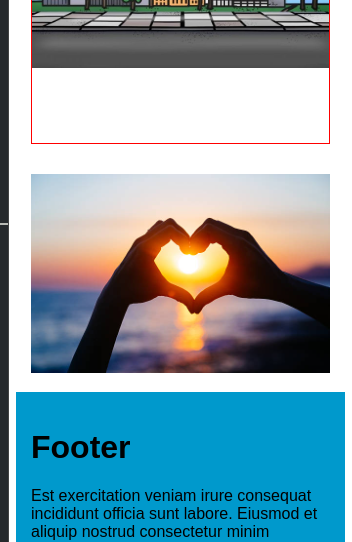 Footer
Est exercitation veniam irure consequat
incididunt officia sunt labore. Eiusmod et
aliquip nostrud consectetur minim